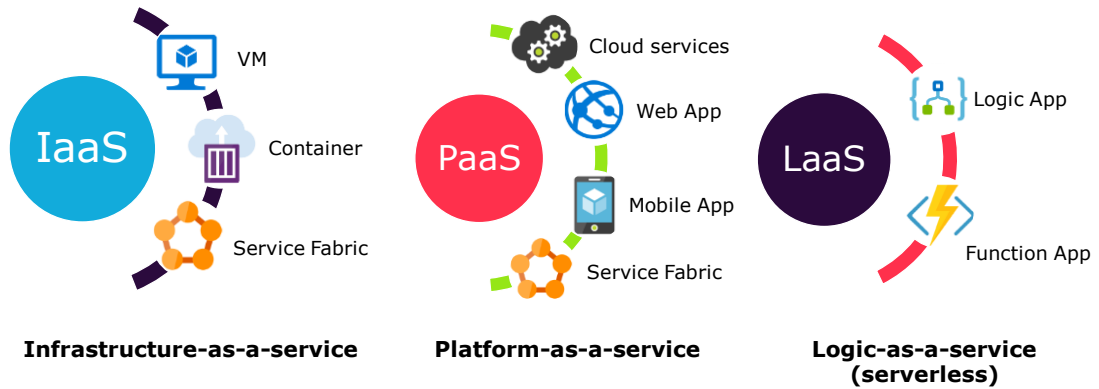 IaaS
VM
Container
Service Fabric
Infrastructure-as-a-service
PaaS
Cloud services
Web App
Mobile App
Service Fabric
Platform-as-a-service
LaaS
Logic App
Function App
Logic-as-a-service
(serverless)